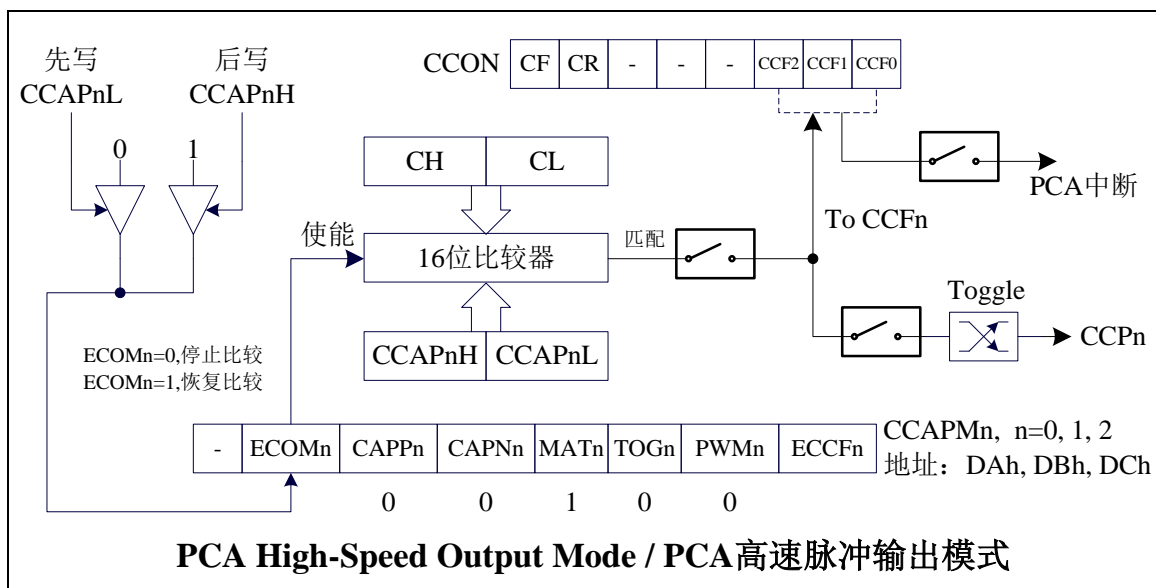 先写
CCAPnL
后写
CCAPnH
0
1
CCON CF CR - - - CCF2 CCF1 CCF0
CH CL
PCA中断
To CCFn
使能
16位比较器
匹配
Toggle
CCPn
CCAPnH CCAPnL
ECOMn=0,停止比较
ECOMn=1,恢复比较
- ECOMn CAPPn CAPNn MATn TOGn PWMn ECCFn
CCAPMn, n=0, 1, 2
地址：DAh, DBh, DCh
0 0 1 0 0
PCA High-Speed Output Mode / PCA高速脉冲输出模式